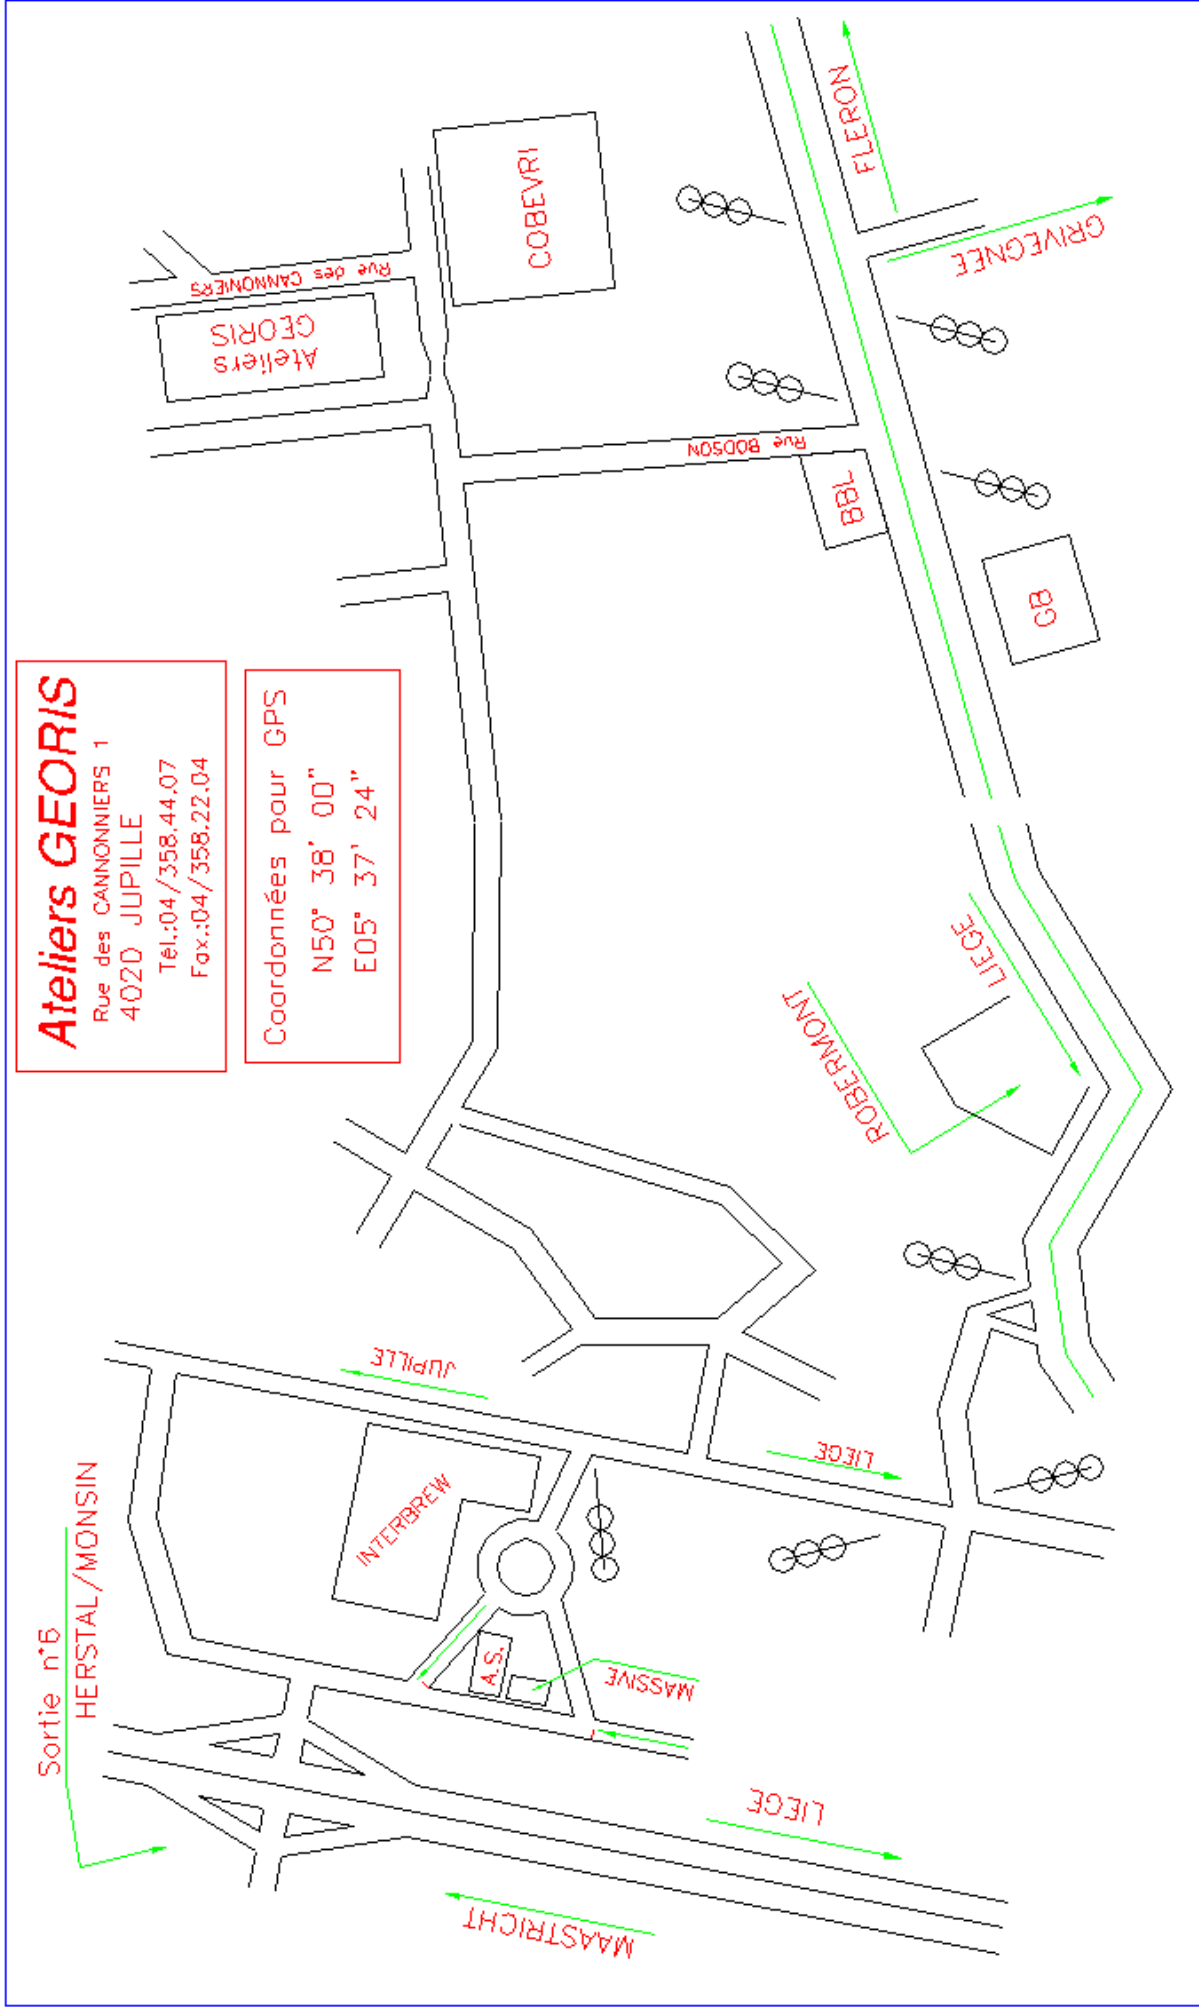 Sortie n°6
HERSTAL/MONSIN
Ateliers GEORIS
Rue des CANNONNIERS 1
4020 JUPILLE
Tél.:04/358.44.07
Fax.:04/358.22.04
Coordonnées pour GPS
N50° 38' 00"
E05° 37' 24"
Ateliers
GEORIS
Rue des CANNONIERS
COBEVRI
Rue BODSON
BBL
GB
FLERON
GRIVEGNEE
LIEGE
ROBERMONT
JUPILLE
INTERBREW
LIEGE
A.S.
MASSIVE
LIEGE
MAASTRICHT